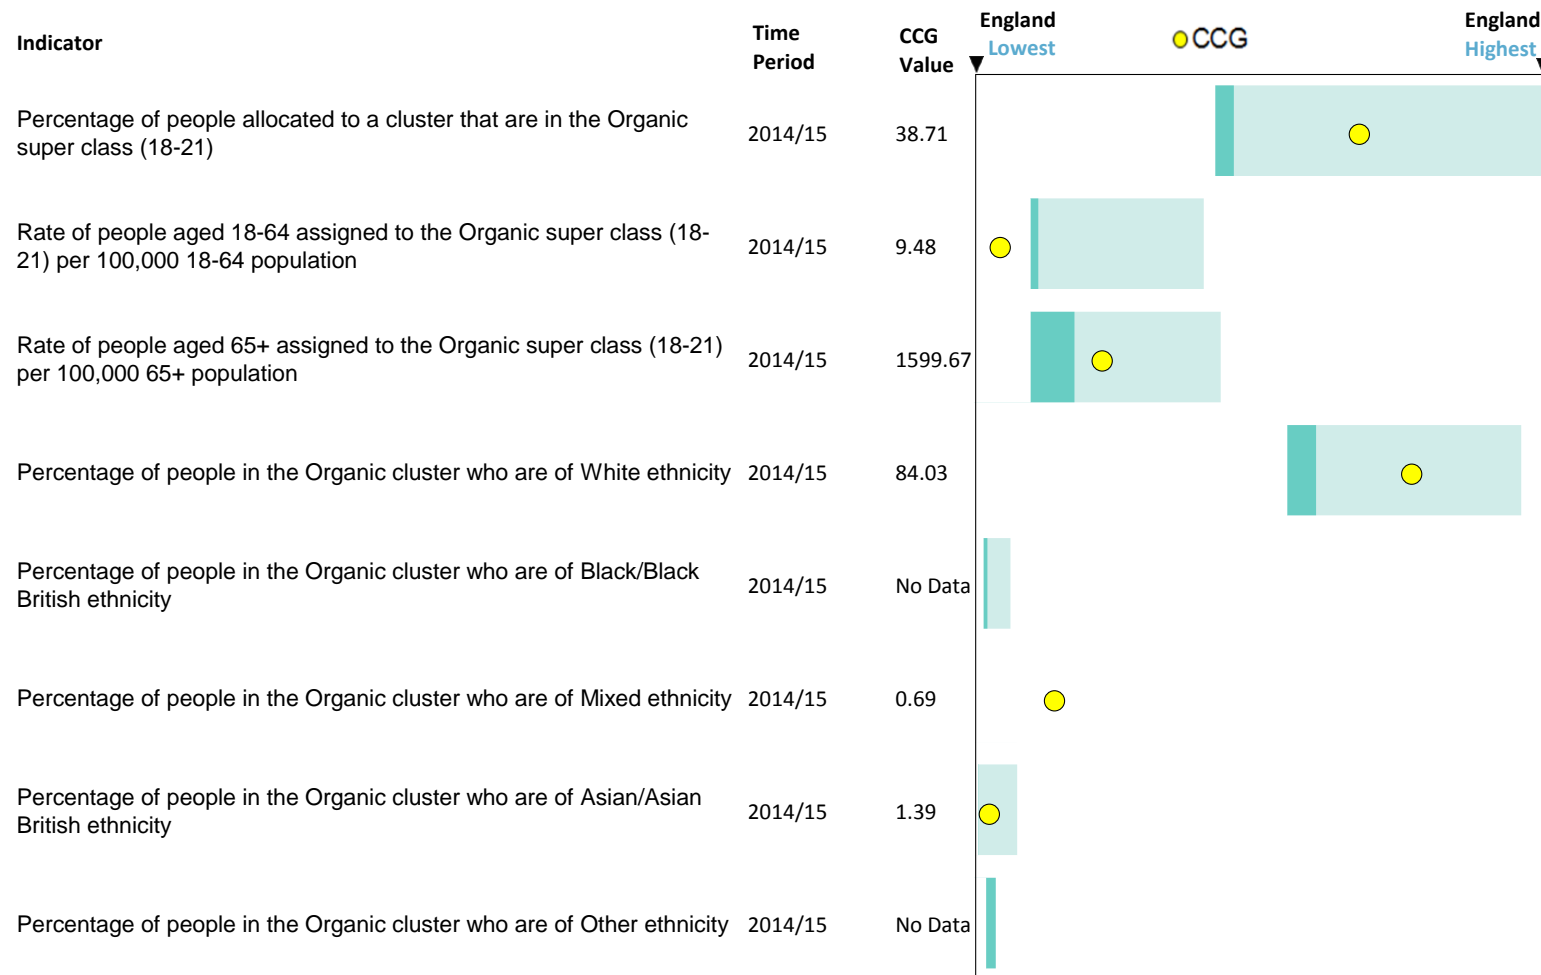 Indicator
Time Period
CCG Value
England Lowest
CCG
England Highest
Percentage of people allocated to a cluster that are in the Organic
super class (18-21)
2014/15
38.71
Rate of people aged 18-64 assigned to the Organic super class (18-
21) per 100,000 18-64 population
2014/15
9.48
Rate of people aged 65+ assigned to the Organic super class (18-21)
per 100,000 65+ population
2014/15
1599.67
Percentage of people in the Organic cluster who are of White ethnicity
2014/15
84.03
Percentage of people in the Organic cluster who are of Black/Black
British ethnicity
2014/15
No Data
Percentage of people in the Organic cluster who are of Mixed ethnicity
2014/15
0.69
Percentage of people in the Organic cluster who are of Asian/Asian
British ethnicity
2014/15
1.39
Percentage of people in the Organic cluster who are of Other ethnicity
2014/15
No Data